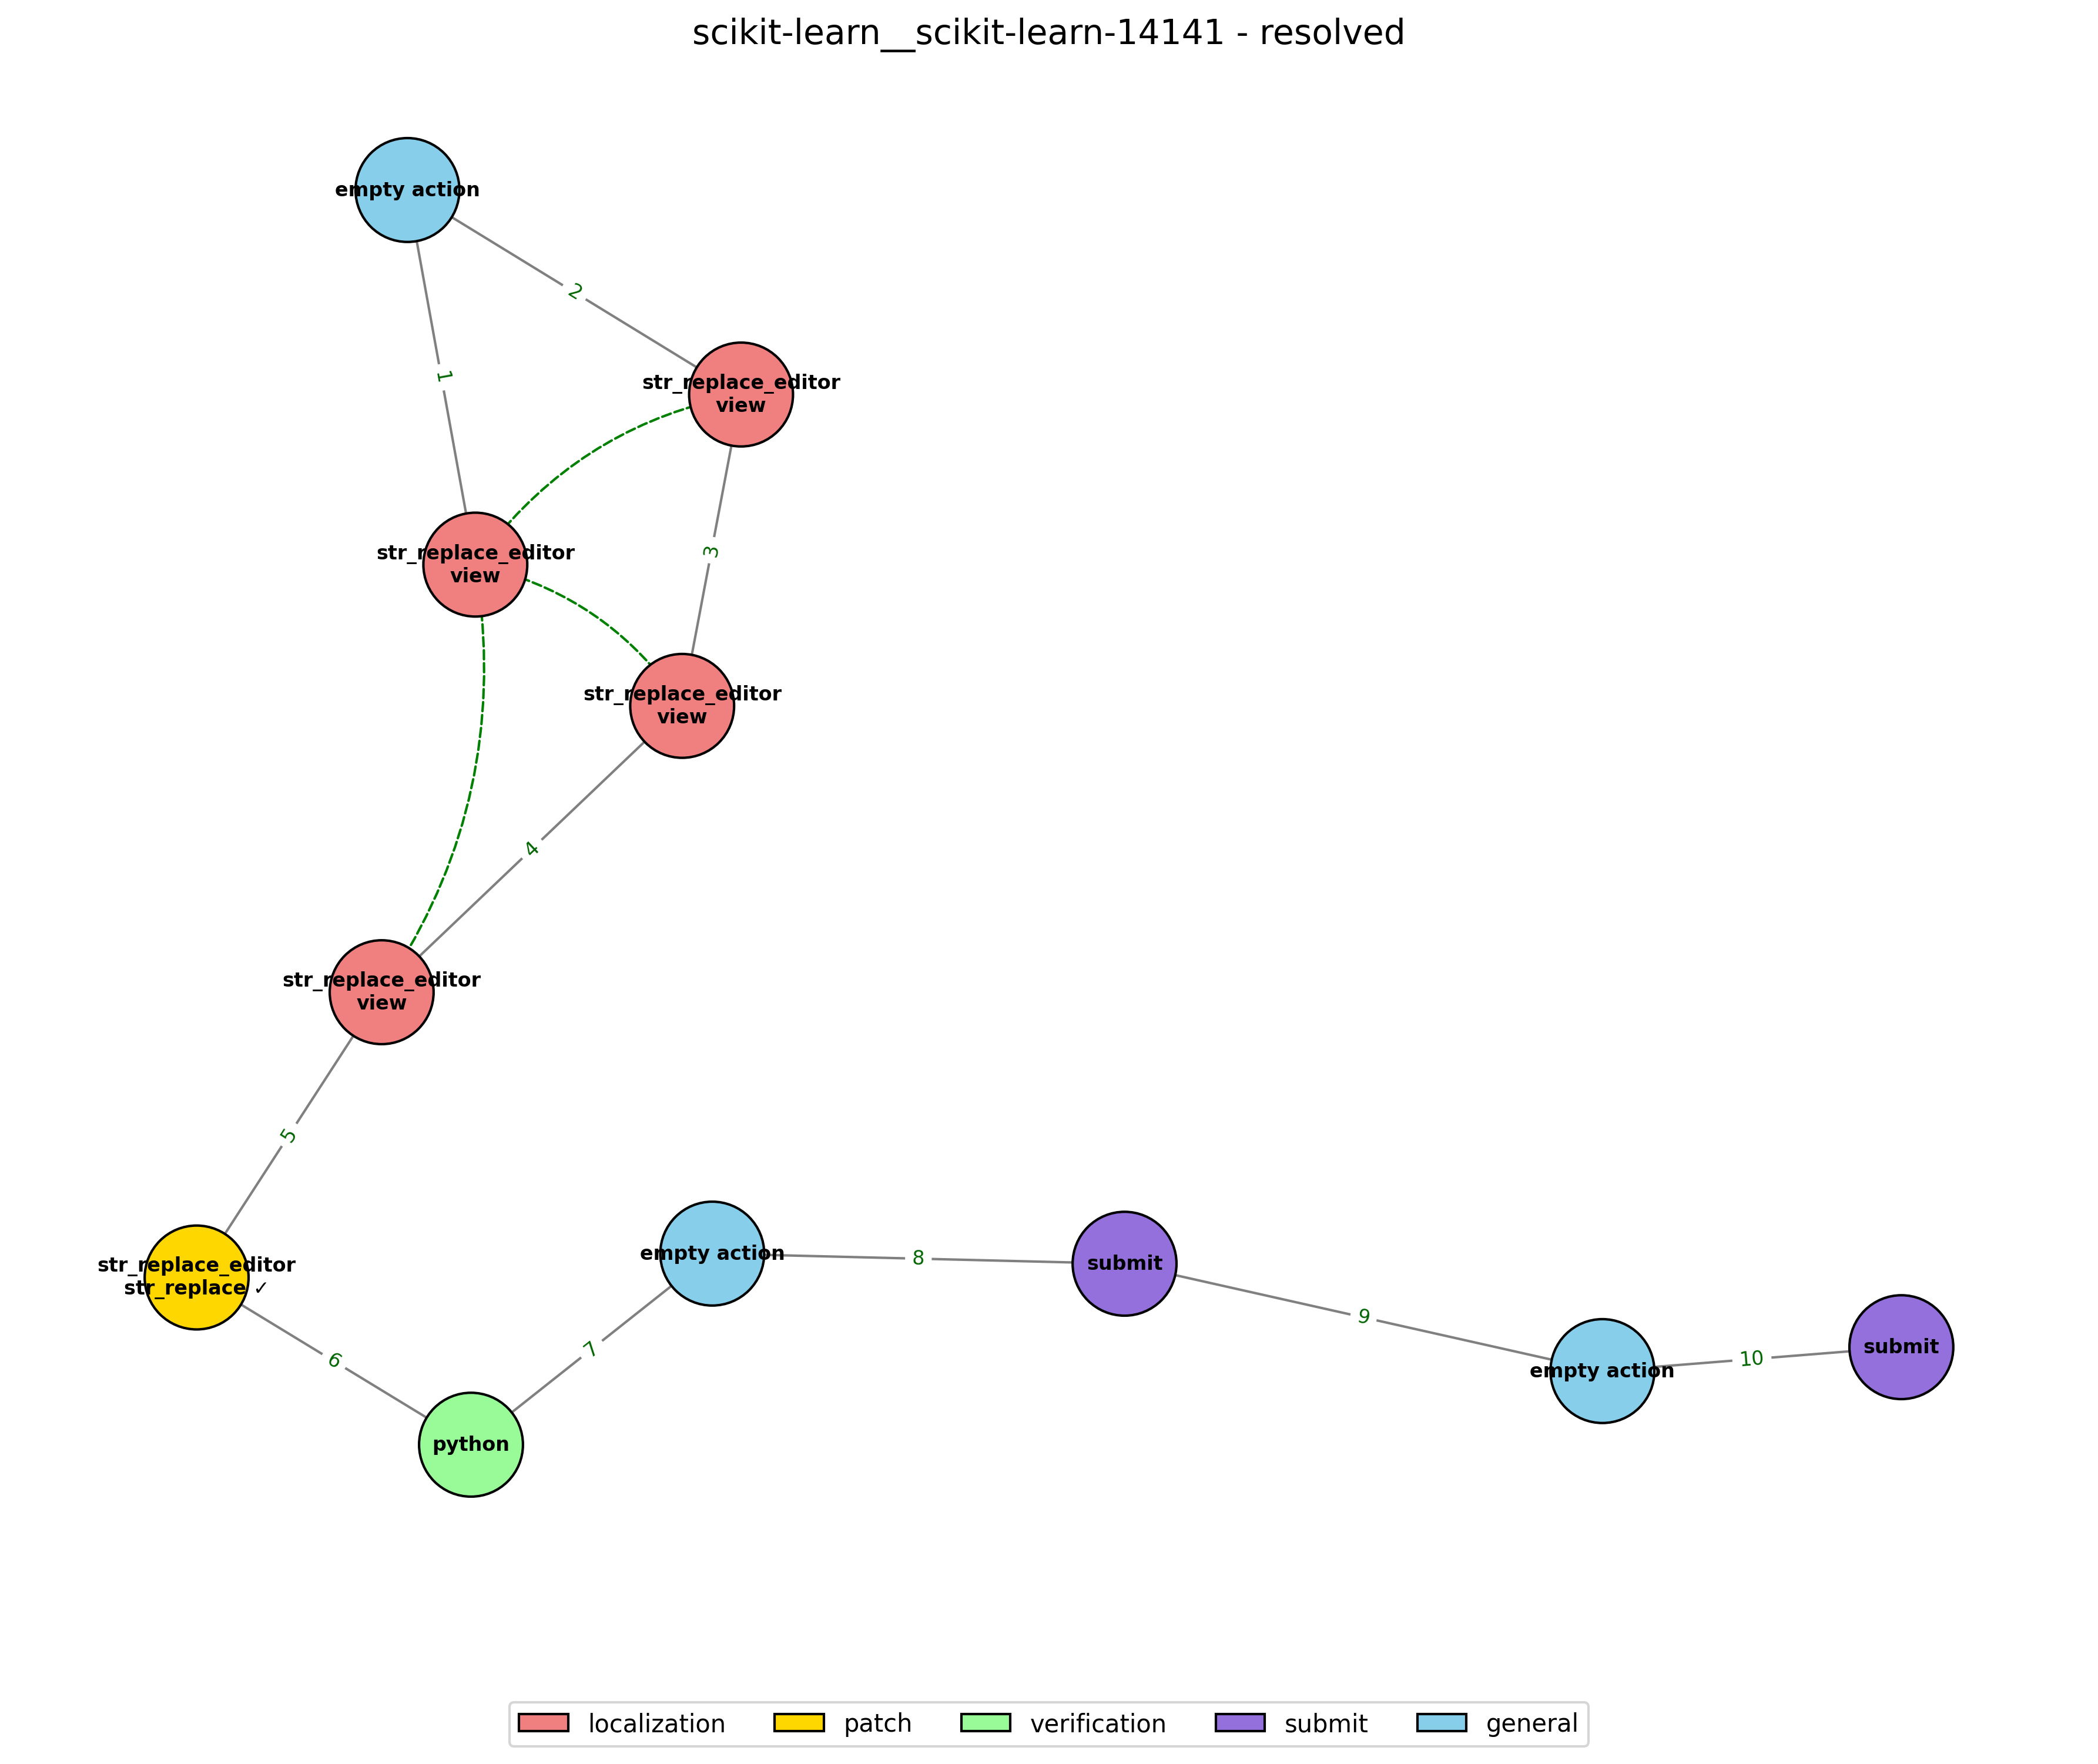 scikit-learn__scikit-learn-14141 - resolved
empty action
2
1
str_replace_editor
view
3
str_replace_editor
view
str_replace_editor
view
4
str_replace_editor
view
5
str_replace_editor
str_replace ✓
6
python
7
empty action
8
submit
9
empty action
10
submit
localization
patch
verification
submit
general